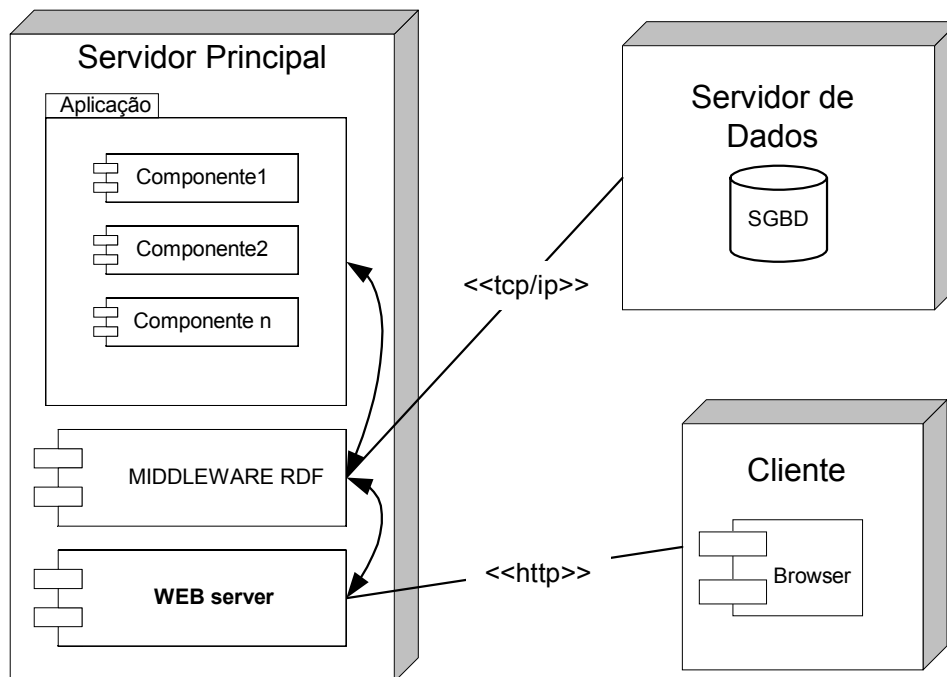 Servidor Principal
Aplicação
Componente1
Componente2
Componente n
MIDDLEWARE RDF
WEB server
<<tcp/ip>>
<<http>>
Servidor de
Dados
SGBD
Cliente
Browser